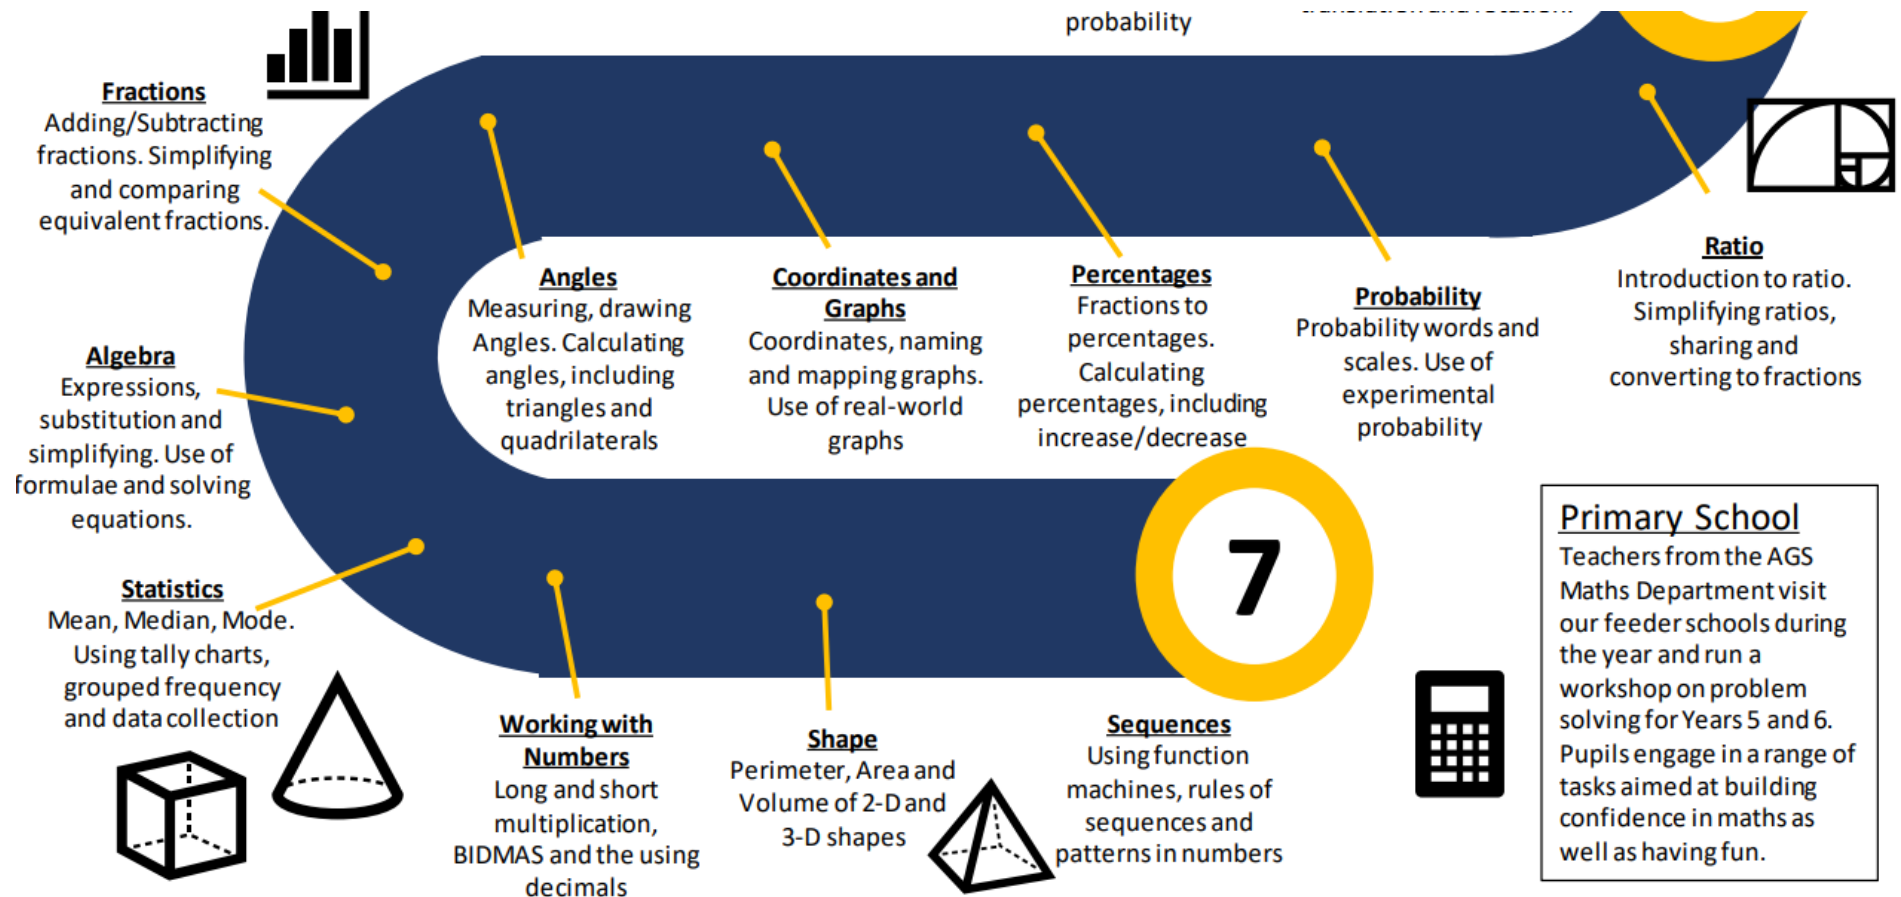 probability
Fractions
Adding/Subtracting
fractions. Simplifying
and comparing
equivalent fractions.
Angles
Measuring, drawing
Angles. Calculating
angles, including
triangles and
quadrilaterals
Coordinates and
Graphs
Coordinates, naming
and mapping graphs.
Use of real-world
graphs
Percentages
Fractions to
percentages.
Calculating
percentages, including
increase/decrease
Probability
Probability words and
scales. Use of
experimental
probability
Ratio
Introduction to ratio.
Simplifying ratios,
sharing and
converting to fractions
Algebra
Expressions,
substitution and
simplifying. Use of
formulae and solving
equations.
Statistics
Mean, Median, Mode.
Using tally charts,
grouped frequency
and data collection
7
Working with
Numbers
Long and short
multiplication,
BIDMAS and the using
decimals
Shape
Perimeter, Area and
Volume of 2-D and
3-D shapes
Sequences
Using function
machines, rules of
sequences and
patterns in numbers
Primary School
Teachers from the AGS
Maths Department visit
our feeder schools during
the year and run a
workshop on problem
solving for Years 5 and 6.
Pupils engage in a range of
tasks aimed at building
confidence in maths as
well as having fun.